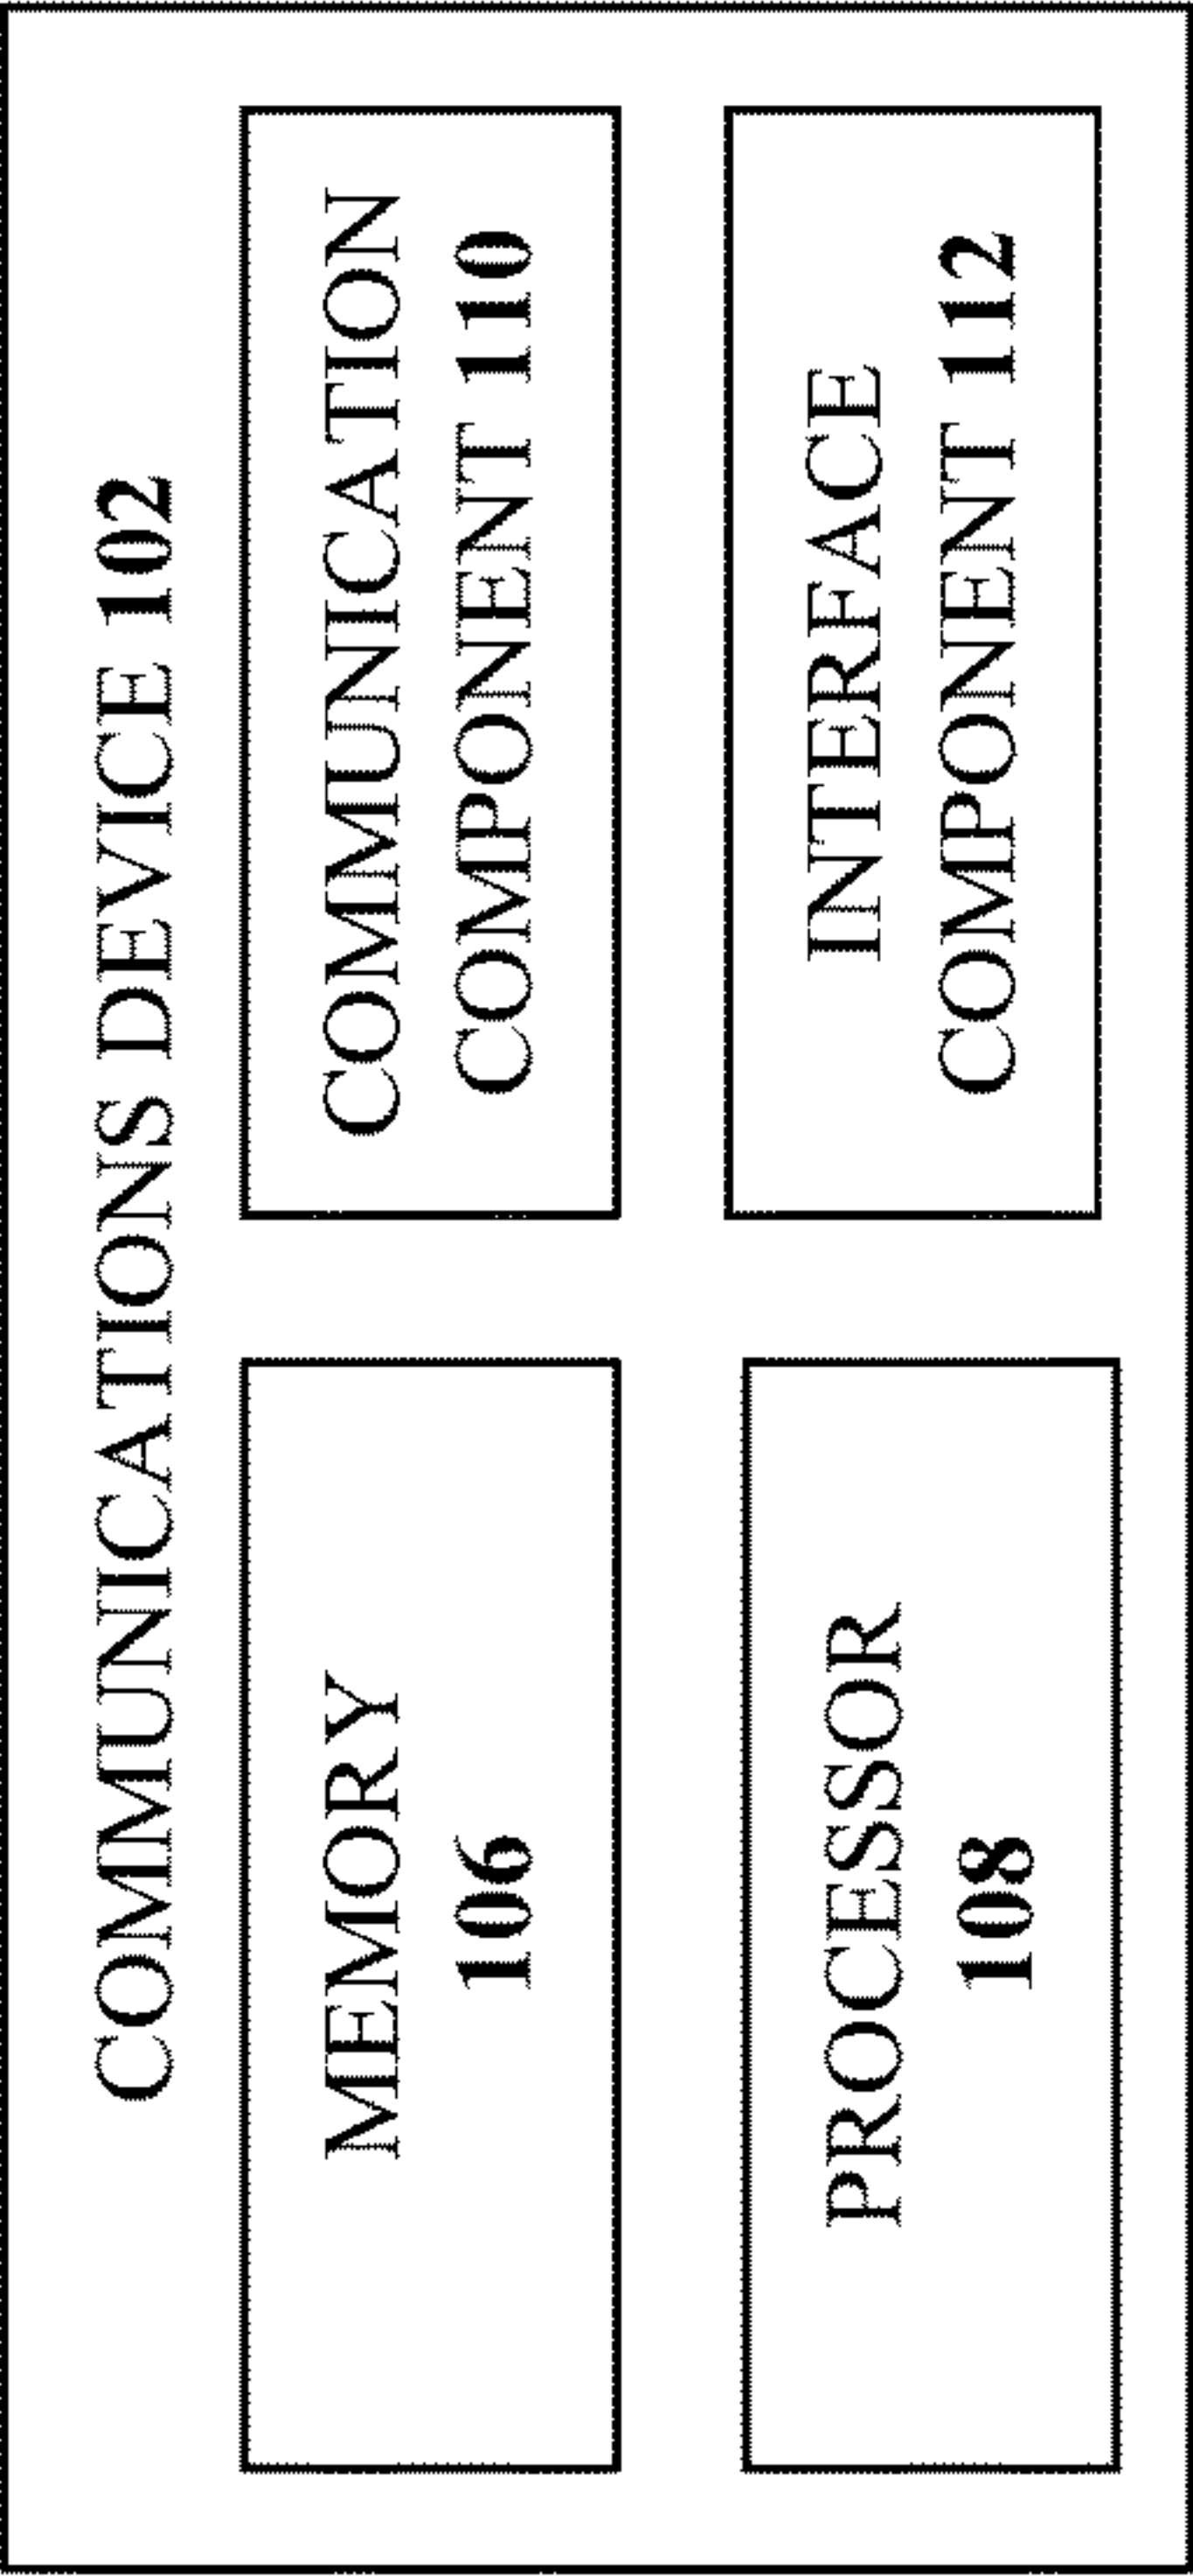 COMMUNICATIONS DEVICE 102
MEMORY
106
COMMUNICATION
COMPONENT 110
PROCESSOR
108
INTERFACE
COMPONENT 112